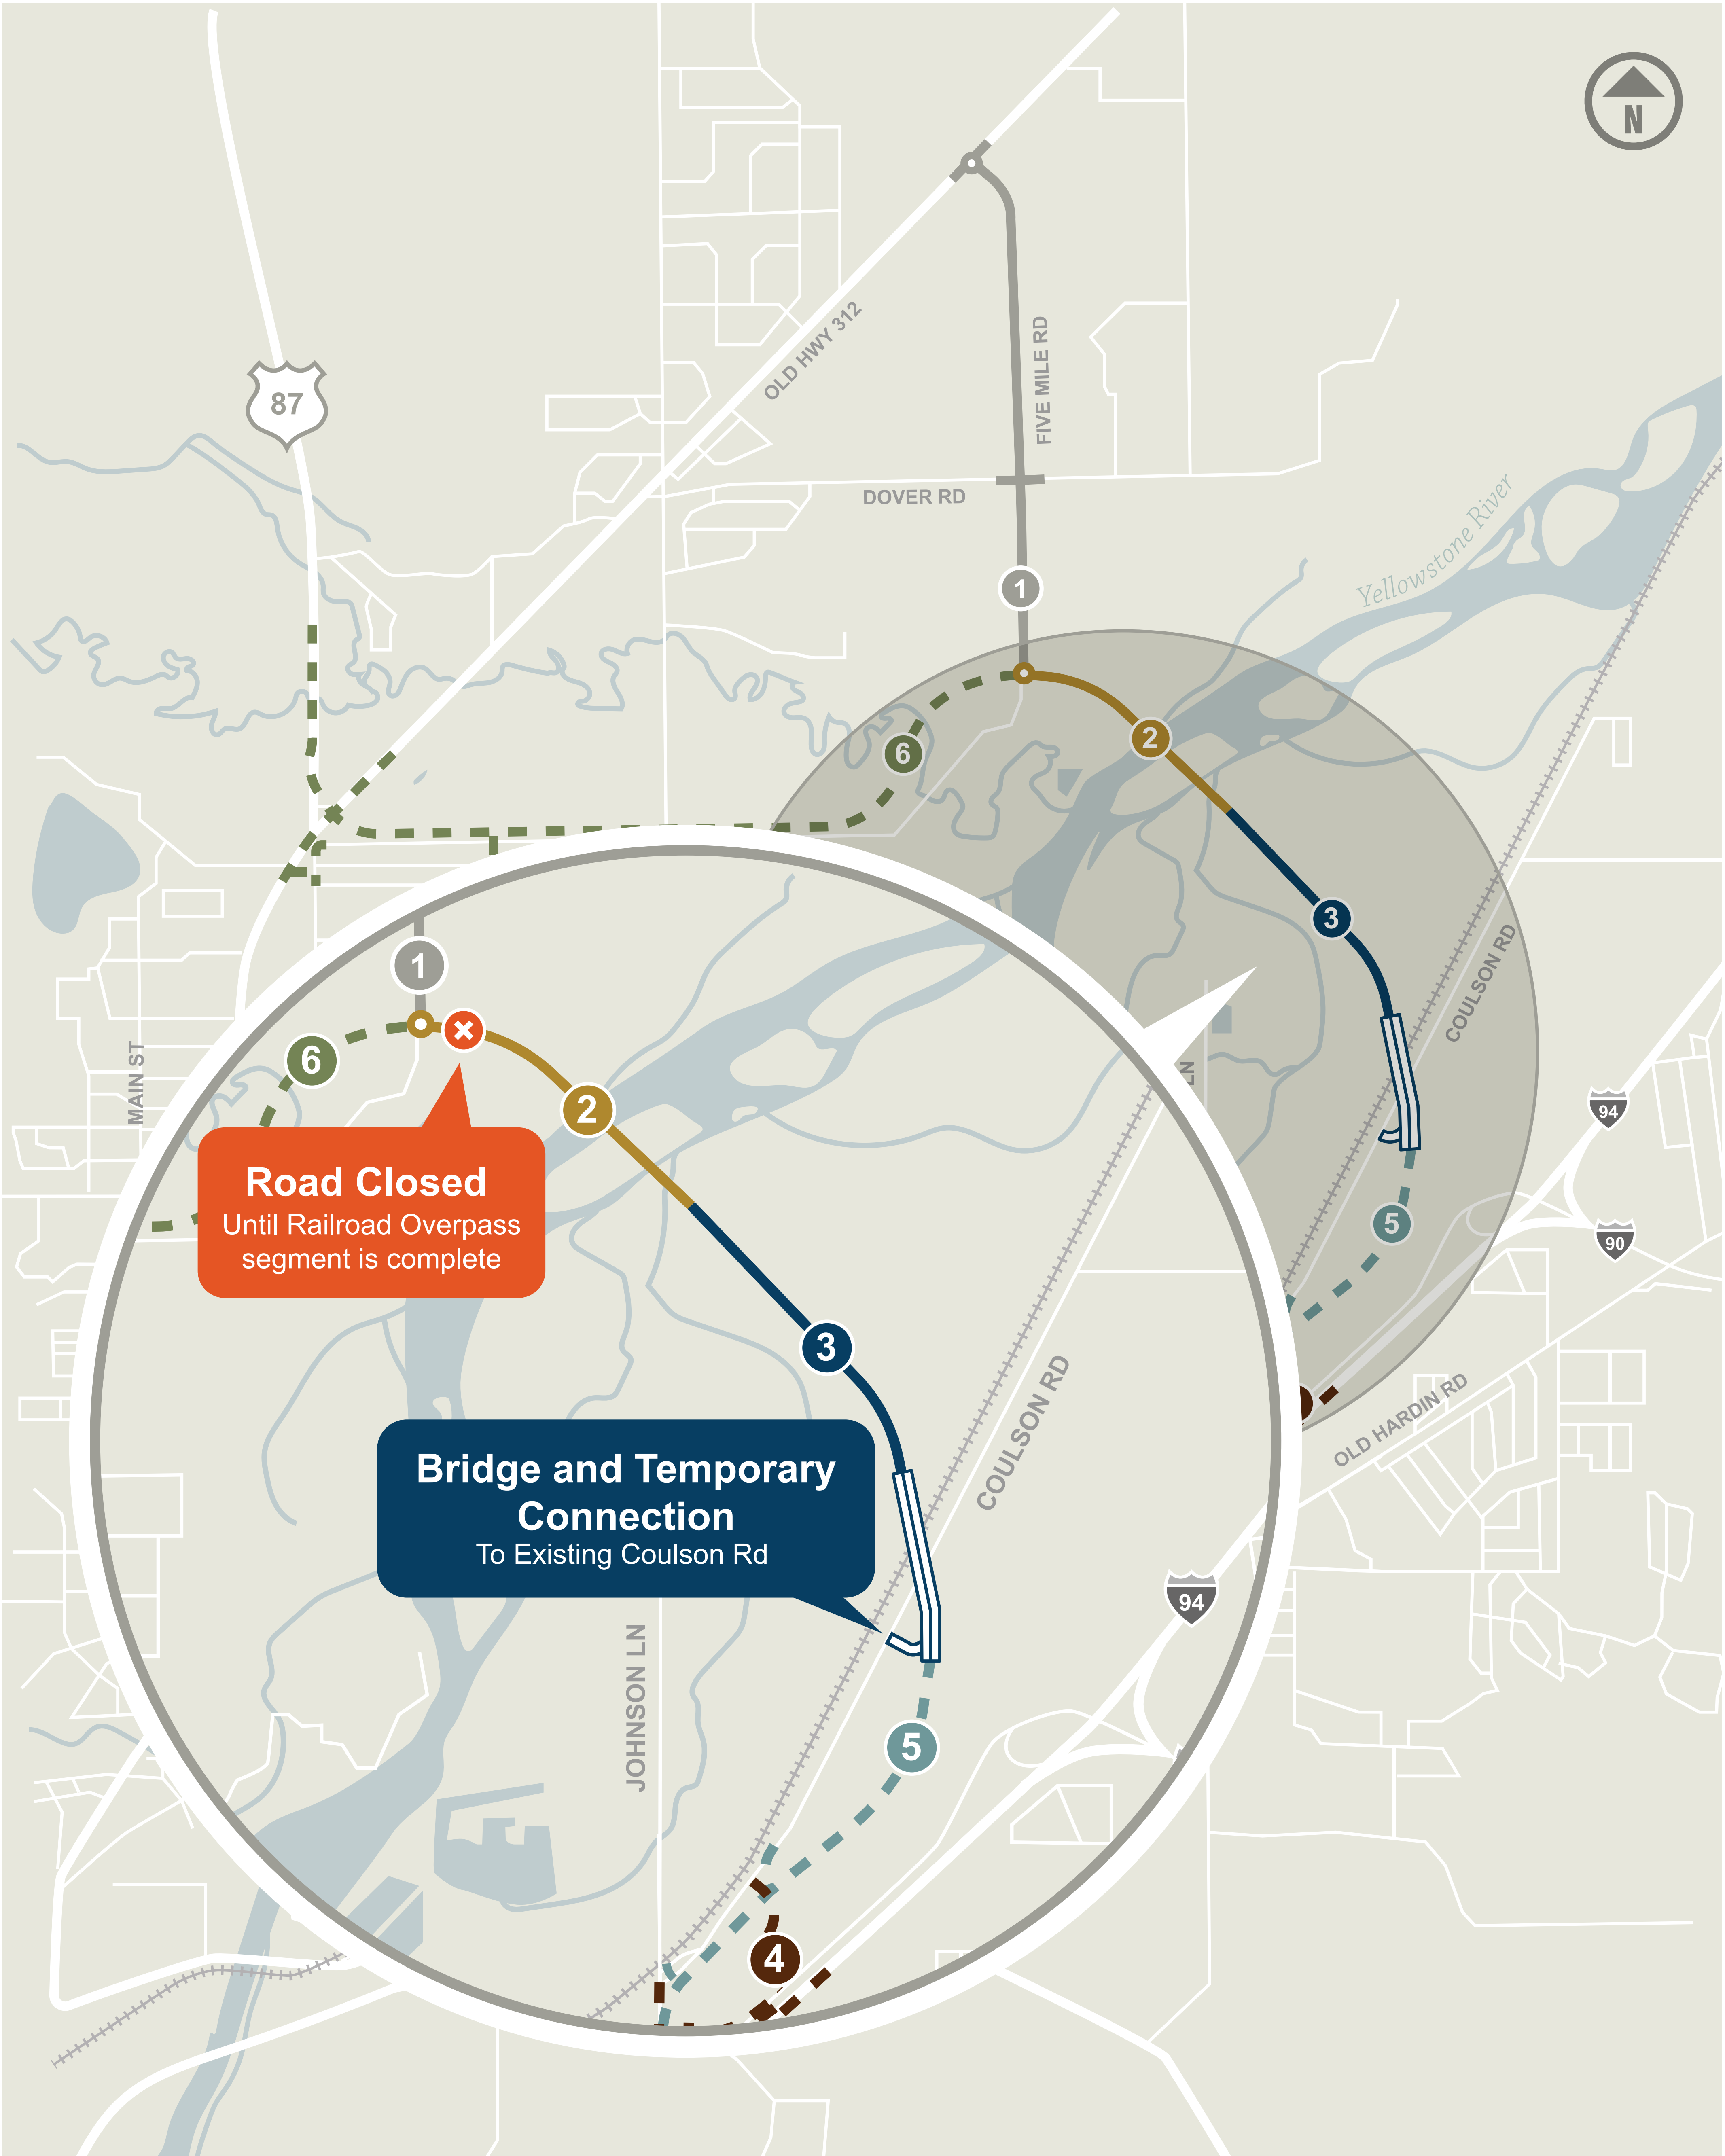 N
87
OLD HWY 312
FIVE MILE RD
DOVER RD
Yellowstone River
1
2
6
3
COULSON RD
LN
94
90
5
OLD HARDIN RD
MAIN ST
1
6
2
Road Closed
Until Railroad Overpass
segment is complete
3
COULSON RD
Bridge and Temporary
Connection
To Existing Coulson Rd
94
JOHNSON LN
5
4